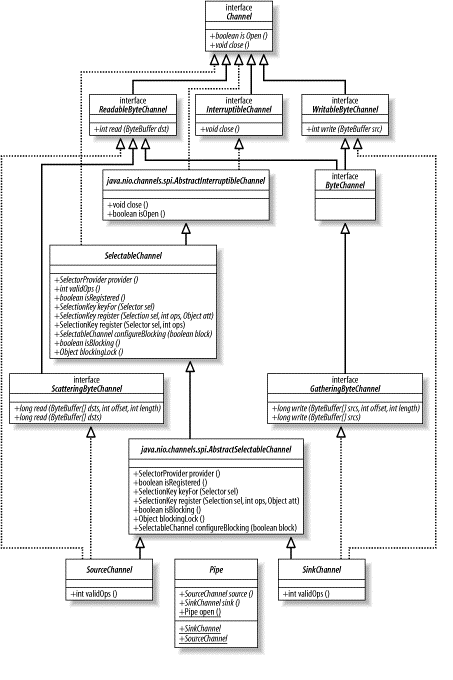 interface
Channel
+boolean is Open ()
+void close ()
interface
ReadableByteChannel
+int read (ByteBuffer dst)
interface
InterruptibleChannel
+void close ()
interface
WritableByteChannel
+int write (ByteBuffer src)
java.nio.channels.spi.AbstractInterruptibleChannel
+void close ()
+boolean isOpen ()
interface
ByteChannel
SelectableChannel
+SelectorProvider provider ()
+int validOps ()
+boolean isRegistered ()
+SelectionKey keyFor (Selector sel)
+SelectionKey register (Selection sel, int ops, Object att)
+SelectionKey register (Selector sel, int ops)
+SelectableChannel configureBlocking (boolean block)
+boolean isBlocking ()
+Object blockingLock ()
interface
ScatteringByteChannel
+long read (ByteBuffer[] dsts, int offset, int length)
+long read (ByteBuffer[] dsts)
interface
GatheringByteChannel
+long write (ByteBuffer[] srcs, int offset, int length)
+long write (ByteBuffer[] srcs)
java.nio.channels.spi.AbstractSelectableChannel
+SelectorProvider provider ()
+boolean isRegistered ()
+SelectionKey keyFor (Selector sel)
+SelectionKey register (Selection sel, int ops, Object att)
+boolean isBlocking ()
+Object blockingLock ()
+SelectableChannel configureBlocking (boolean block)
SourceChannel
+int validOps ()
Pipe
+SourceChannel source ()
+SinkChannel sink ()
+Pipe open ()
+SinkChannel
+SourceChannel
SinkChannel
+int validOps ()